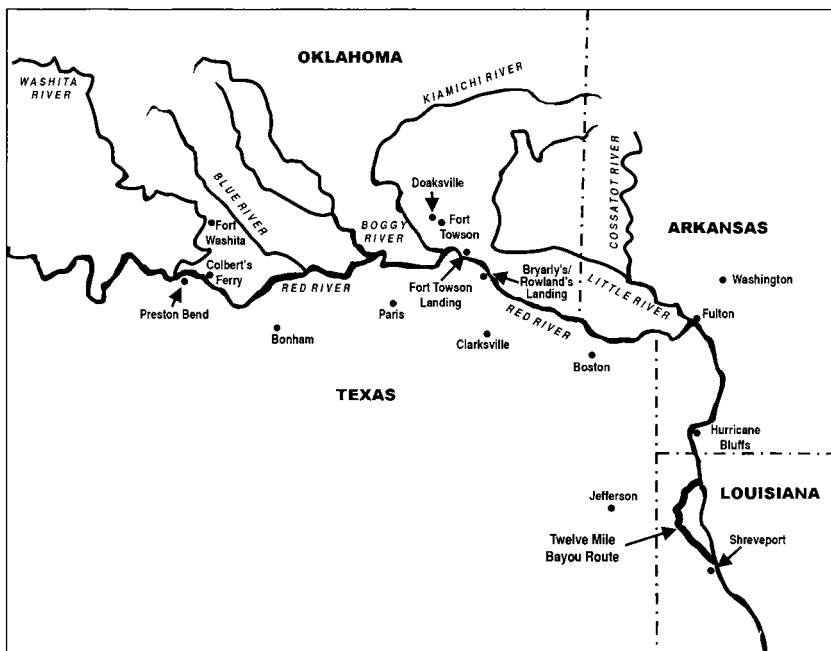 OKLAHOMA
WASHITA
RIVER
KIAMICHI RIVER
BLUE RIVER
COSSATOT RIVER
Doaksville
Fort
Towson
ARKANSAS
Fort
Washita
BOGGY
RIVER
Bryarly's/
Rowland's
Landing
Washington
Colbert's
Ferry
RED RIVER
Fort Towson
Landing
LITTLE RIVER
Preston Bend
Paris
RED RIVER
Fulton
Bonham
Clarksville
Boston
TEXAS
Hurricane
Bluffs
LOUISIANA
Jefferson
Twelve Mile
Bayou Route
Shreveport